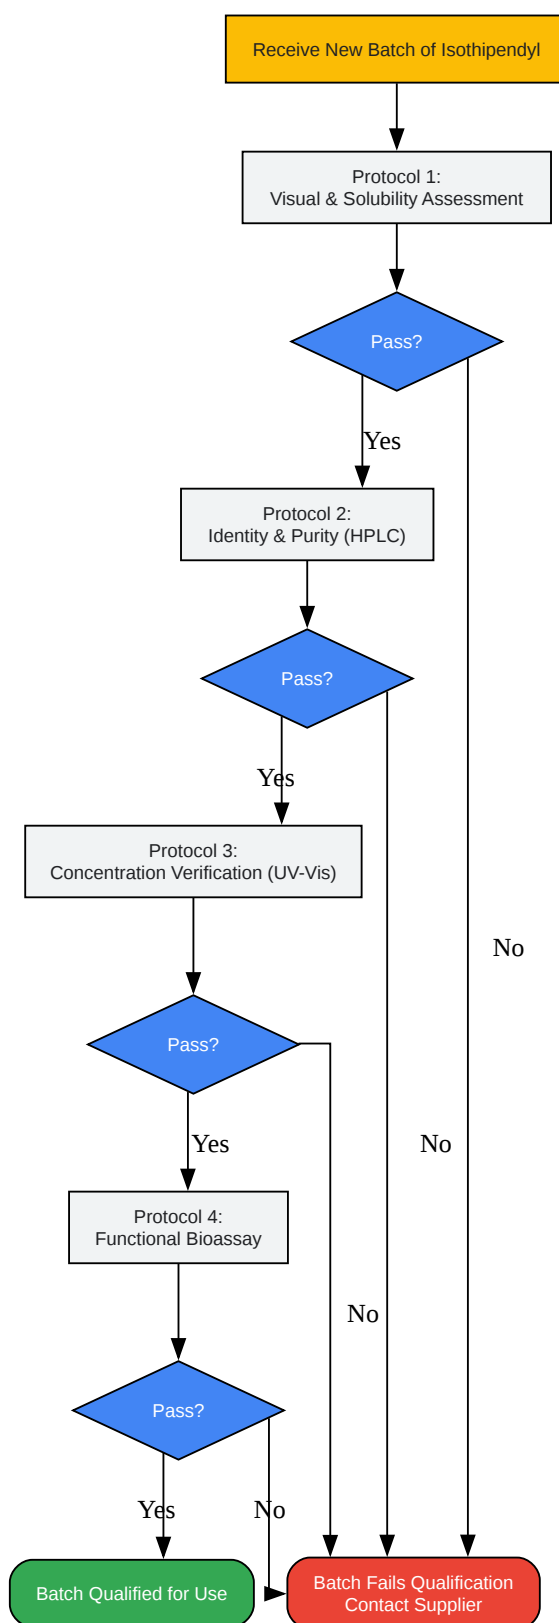 Receive New Batch of Isothipendyl
Protocol 1:
Visual & Solubility Assessment
Pass?
Yes
Protocol 2:
Identity & Purity (HPLC)
Pass?
Yes
Protocol 3:
Concentration Verification (UV-Vis)
No
Pass?
Yes
No
Protocol 4:
Functional Bioassay
No
Pass?
Yes
No
Batch Qualified for Use
Batch Fails Qualification
Contact Supplier